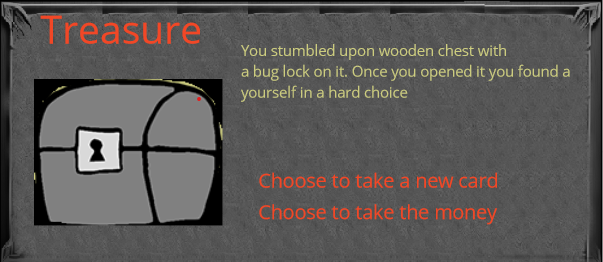 Treasure
You stumbled upon wooden chest with
a bug lock on it. Once you opened it you found a
yourself in a hard choice
Choose to take a new card
Choose to take the money